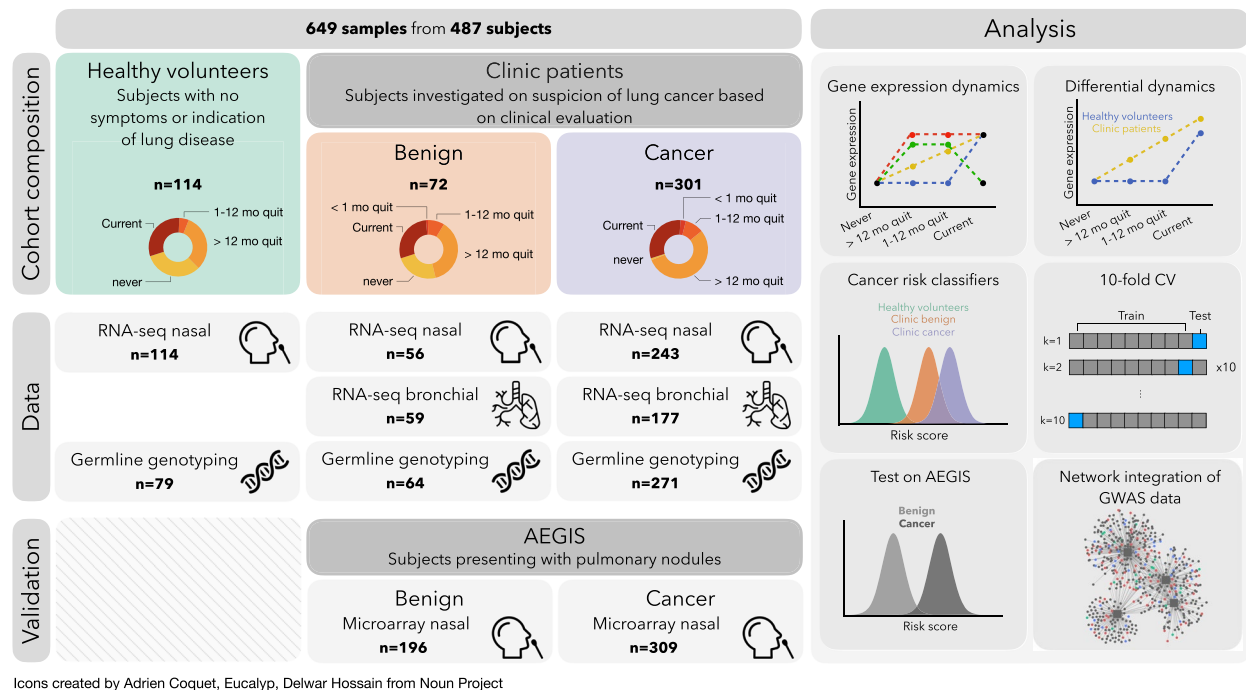 649 samples from 487 subjects
Analysis
Cohort composition
Healthy volunteers
Subjects with no
symptoms or indication
of lung disease
n=114
Current
1-12 mo quit
> 12 mo quit
never
Clinic patients
Subjects investigated on suspicion of lung cancer based
on clinical evaluation
Benign
n=72
< 1 mo quit
1-12 mo quit
Current
> 12 mo quit
never
Cancer
n=301
< 1 mo quit
1-12 mo quit
Current
never
> 12 mo quit
Data
RNA-seq nasal
n=114
RNA-seq nasal
n=56
RNA-seq nasal
n=243
RNA-seq bronchial
n=59
RNA-seq bronchial
n=177
Germline genotyping
n=79
Germline genotyping
n=64
Germline genotyping
n=271
Validation
AEGIS
Subjects presenting with pulmonary nodules
Benign
Microarray nasal
n=196
Cancer
Microarray nasal
n=309
Gene expression dynamics
Gene expression
Never
> 12 mo quit
1-12 mo quit
Current
Differential dynamics
Gene expression
Healthy volunteers
Clinic patients
Never
> 12 mo quit
1-12 mo quit
Current
Cancer risk classifiers
Healthy volunteers
Clinic benign
Clinic cancer
Risk score
10-fold CV
Train
Test
k=1
k=2
x10
...
k=10
Test on AEGIS
Benign
Cancer
Risk score
Network integration of
GWAS data
Icons created by Adrien Coquet, Eucalyp, Delwar Hossain from Noun Project